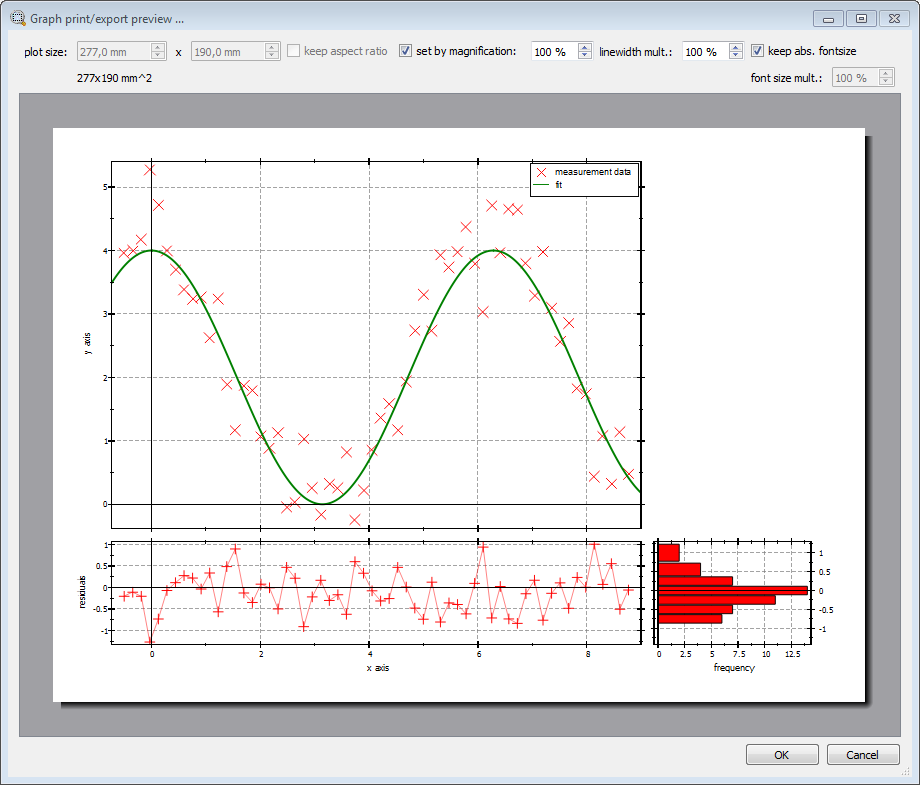 Graph print/export preview ...
plot size: 277,0 mm x 190,0 mm keep aspect ratio set by magnification: 100 % linewidth mult.: 100 % keep abs. fontsize
277x190 mm^2 font size mult.: 100 %
measurement data
fit
5
4
3
2
1
0
y axis
1
0.5
0
-0.5
-1
residuals
0 2 4 6 8
x axis
1
0.5
0
-0.5
-1
0 2.5 5 7.5 10 12.5
frequency
OK Cancel